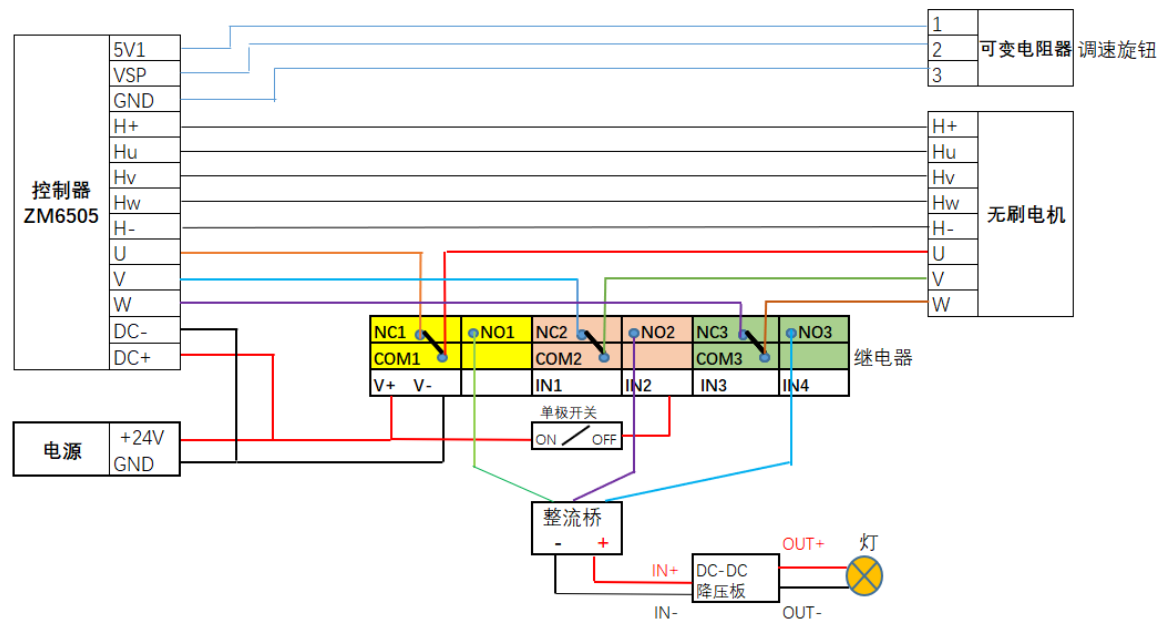 控制器
ZM6505
5V1
VSP
GND
H+
Hu
Hv
Hw
H-
U
V
W
DC-
DC+
1
2
3
可变电阻器
调速旋钮
H+
Hu
Hv
Hw
H-
U
V
W
无刷电机
NC1
NO1
NC2
NO2
NC3
NO3
COM1
COM2
COM3
继电器
V+
V-
IN1
IN2
IN3
IN4
单极开关
ON
OFF
电源
+24V
GND
整流桥
-
+
IN+
IN-
DC-DC
降压板
OUT+
OUT-
灯